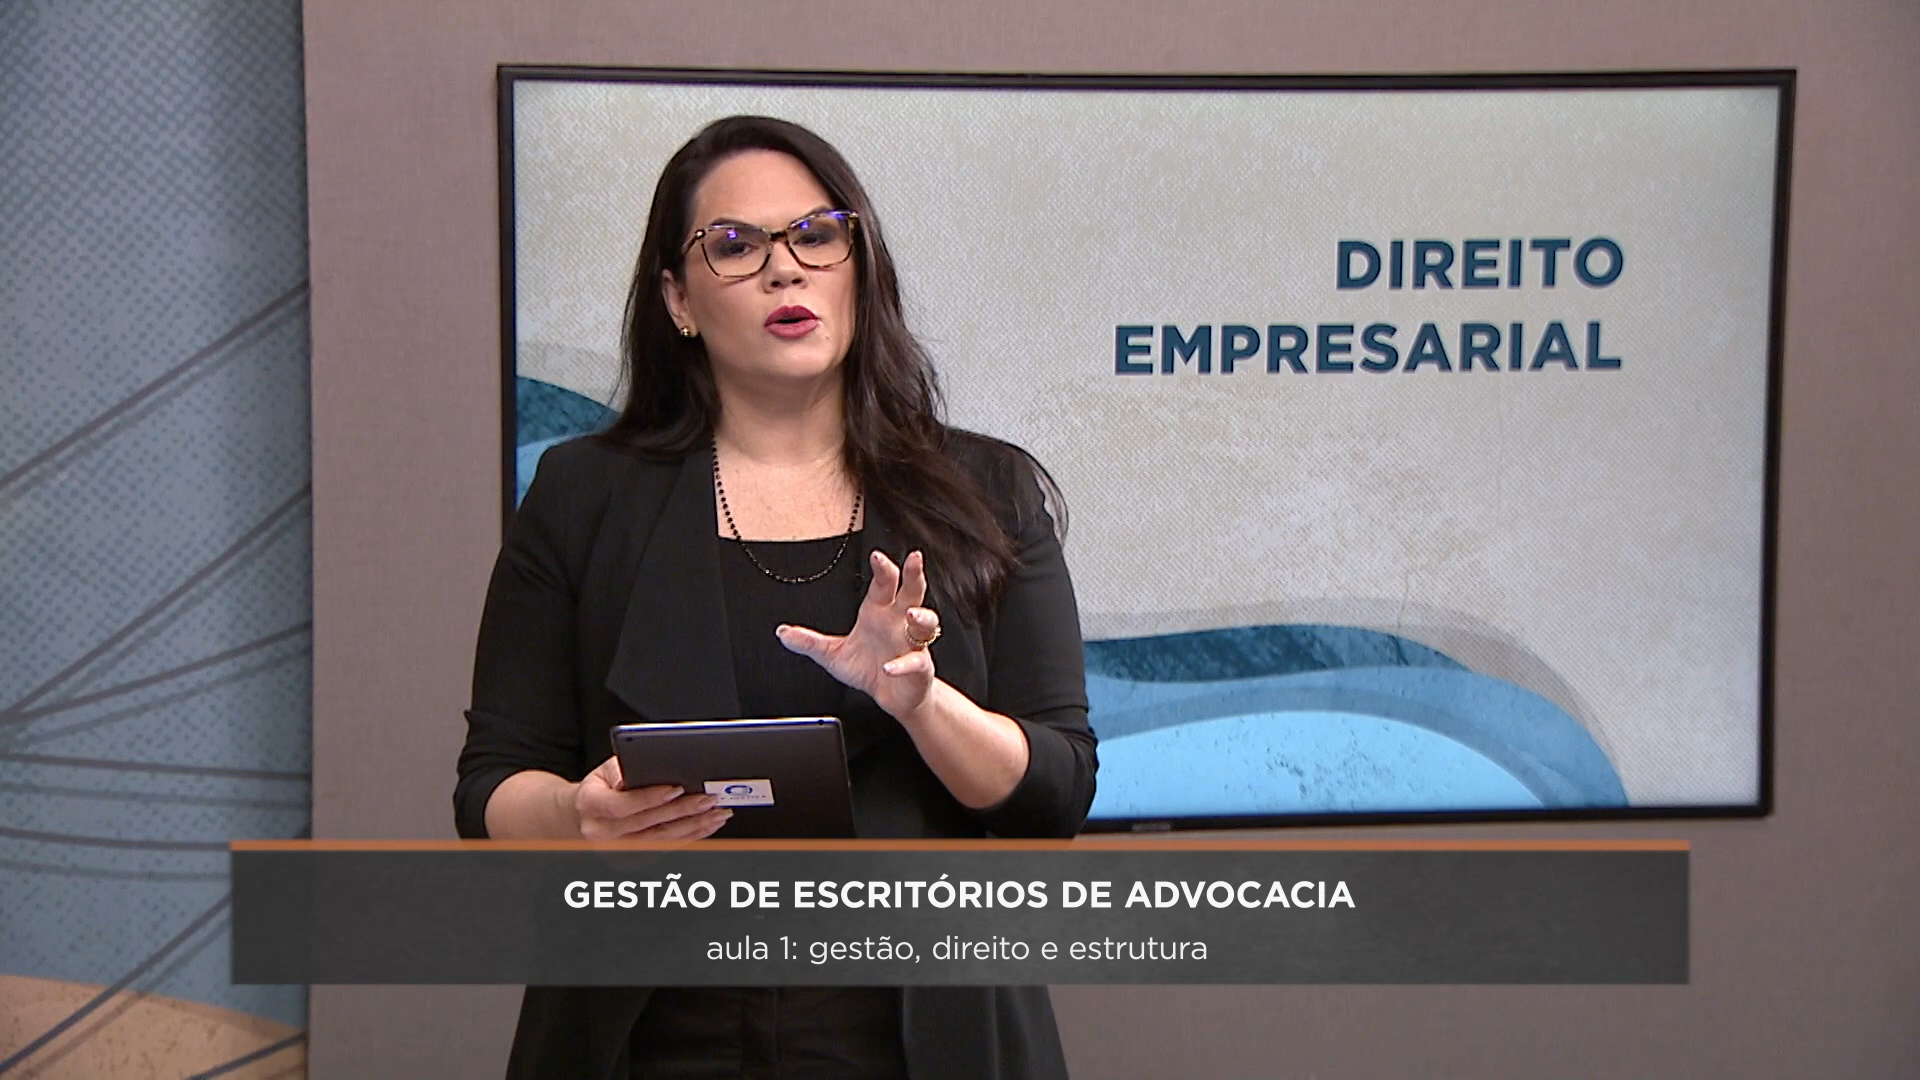 DIREITO
EMPRESARIAL
GESTÃO DE ESCRITÓRIOS DE ADVOCACIA
aula 1: gestão, direito e estrutura